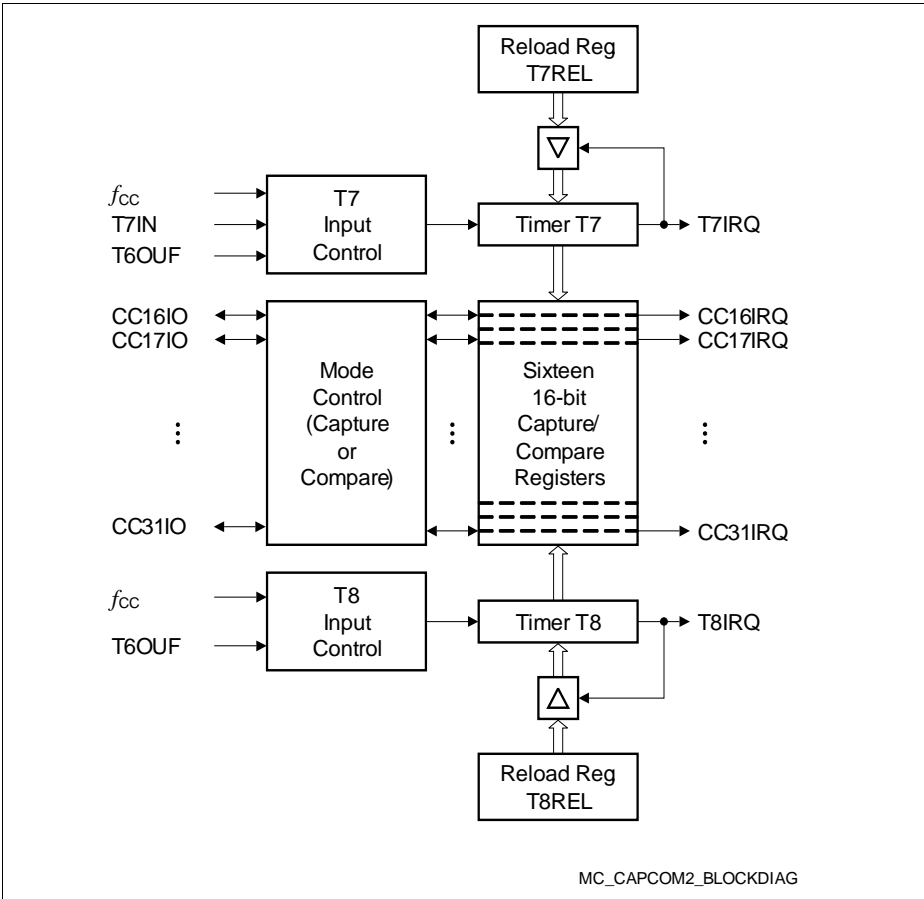 Reload Reg
T7REL
fCC
T7IN
T6OUF
T7
Input
Control
Timer T7
T7IRQ
CC16IO
CC17IO
CC31IO
Mode
Control
(Capture
or
Compare)
Sixteen
16-bit
Capture/
Compare
Registers
CC16IRQ
CC17IRQ
CC31IRQ
fCC
T6OUF
T8
Input
Control
Timer T8
T8IRQ
Reload Reg
T8REL
MC_CAPCOM2_BLOCKDIAG